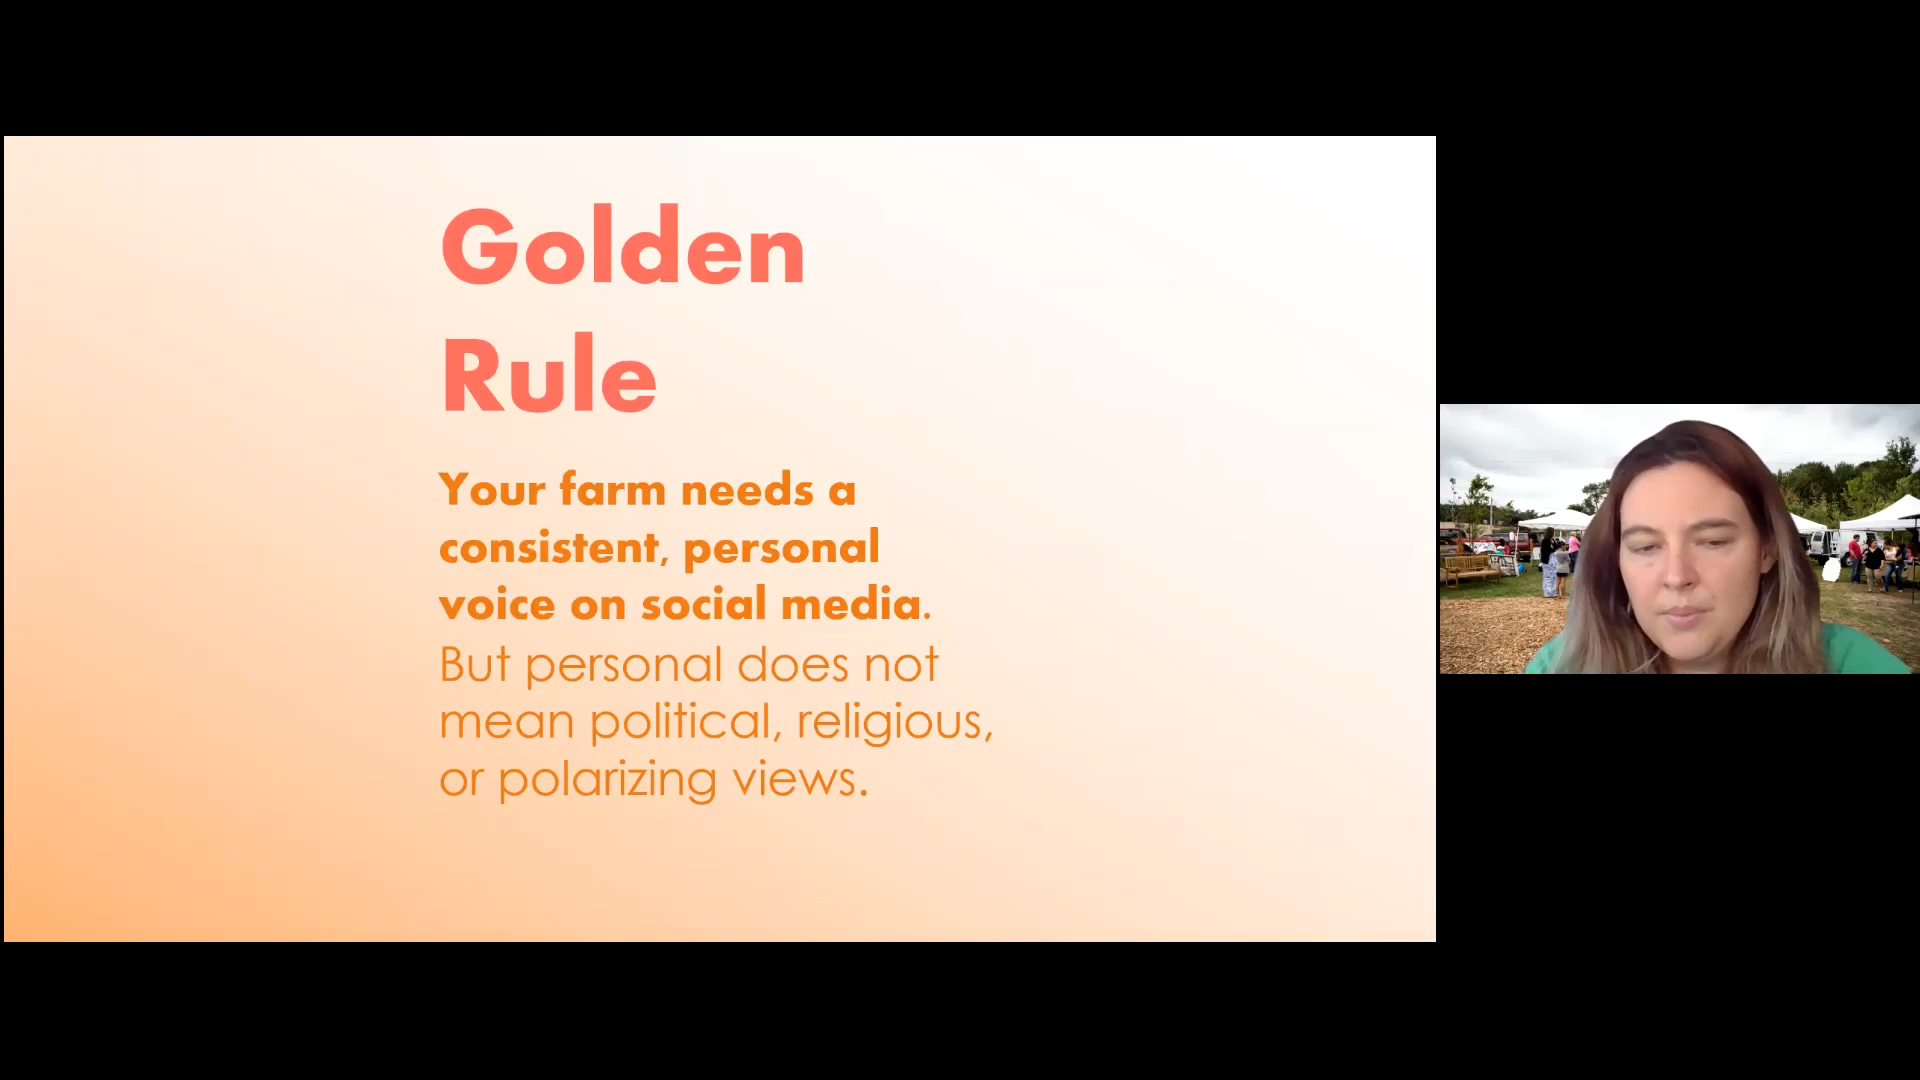 Golden
Rule
Your farm needs a
consistent, personal
voice on social media.
But personal does not
mean political, religious,
or polarizing views.